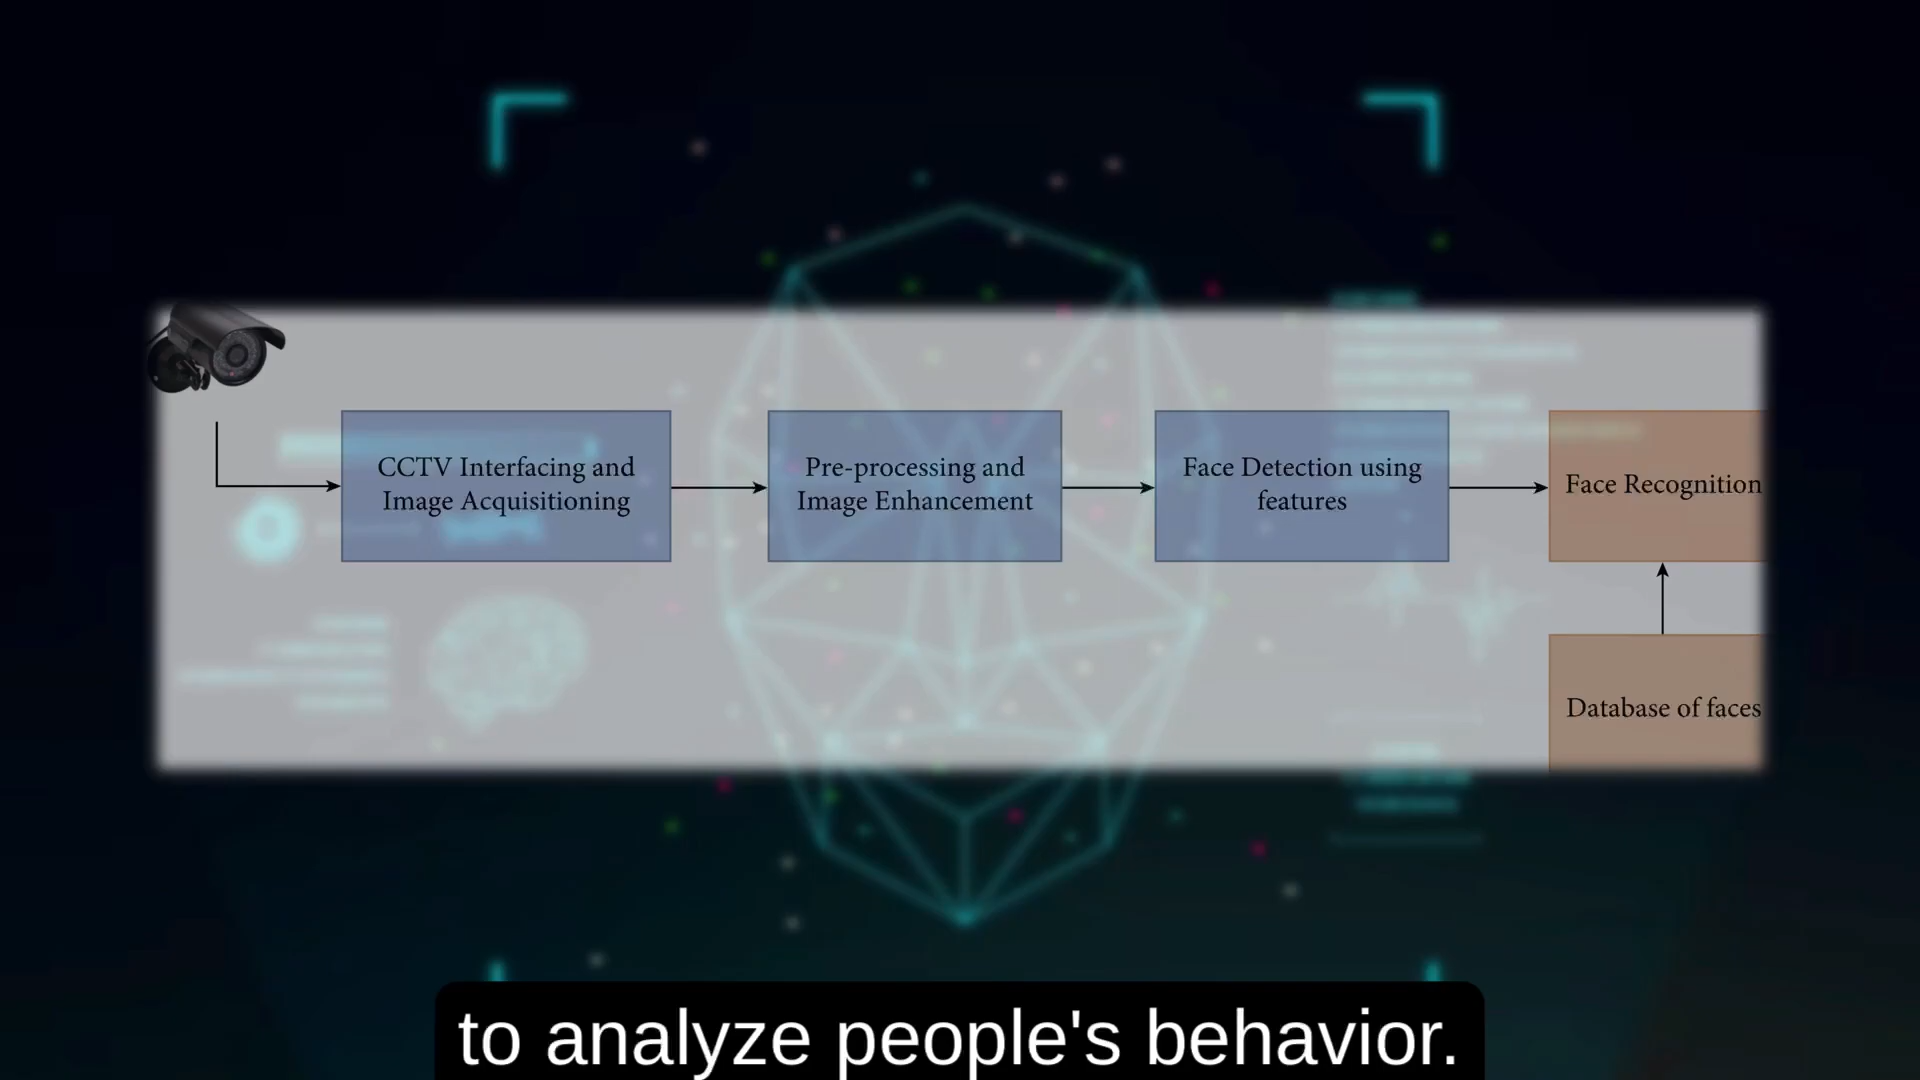 CCTV Interfacing and
Image Acquisitioning
Pre-processing and
Image Enhancement
Face Detection using
features
Face Recognition
Database of faces
to analyze people's behavior.